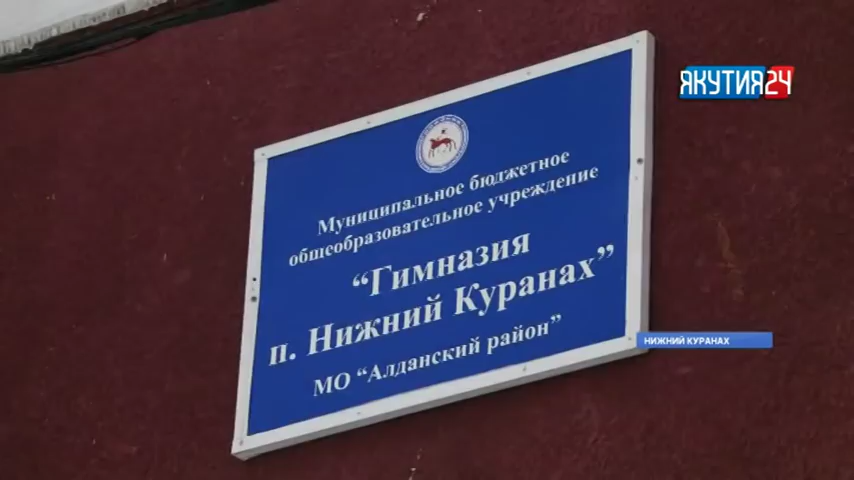 ЯКУТИЯ24
Муниципальное бюджетное
общеобразовательное учреждение
“Гимназия
п. Нижний Куранах”
МО “Алданский район”
НИЖНИЙ КУРАНАХ